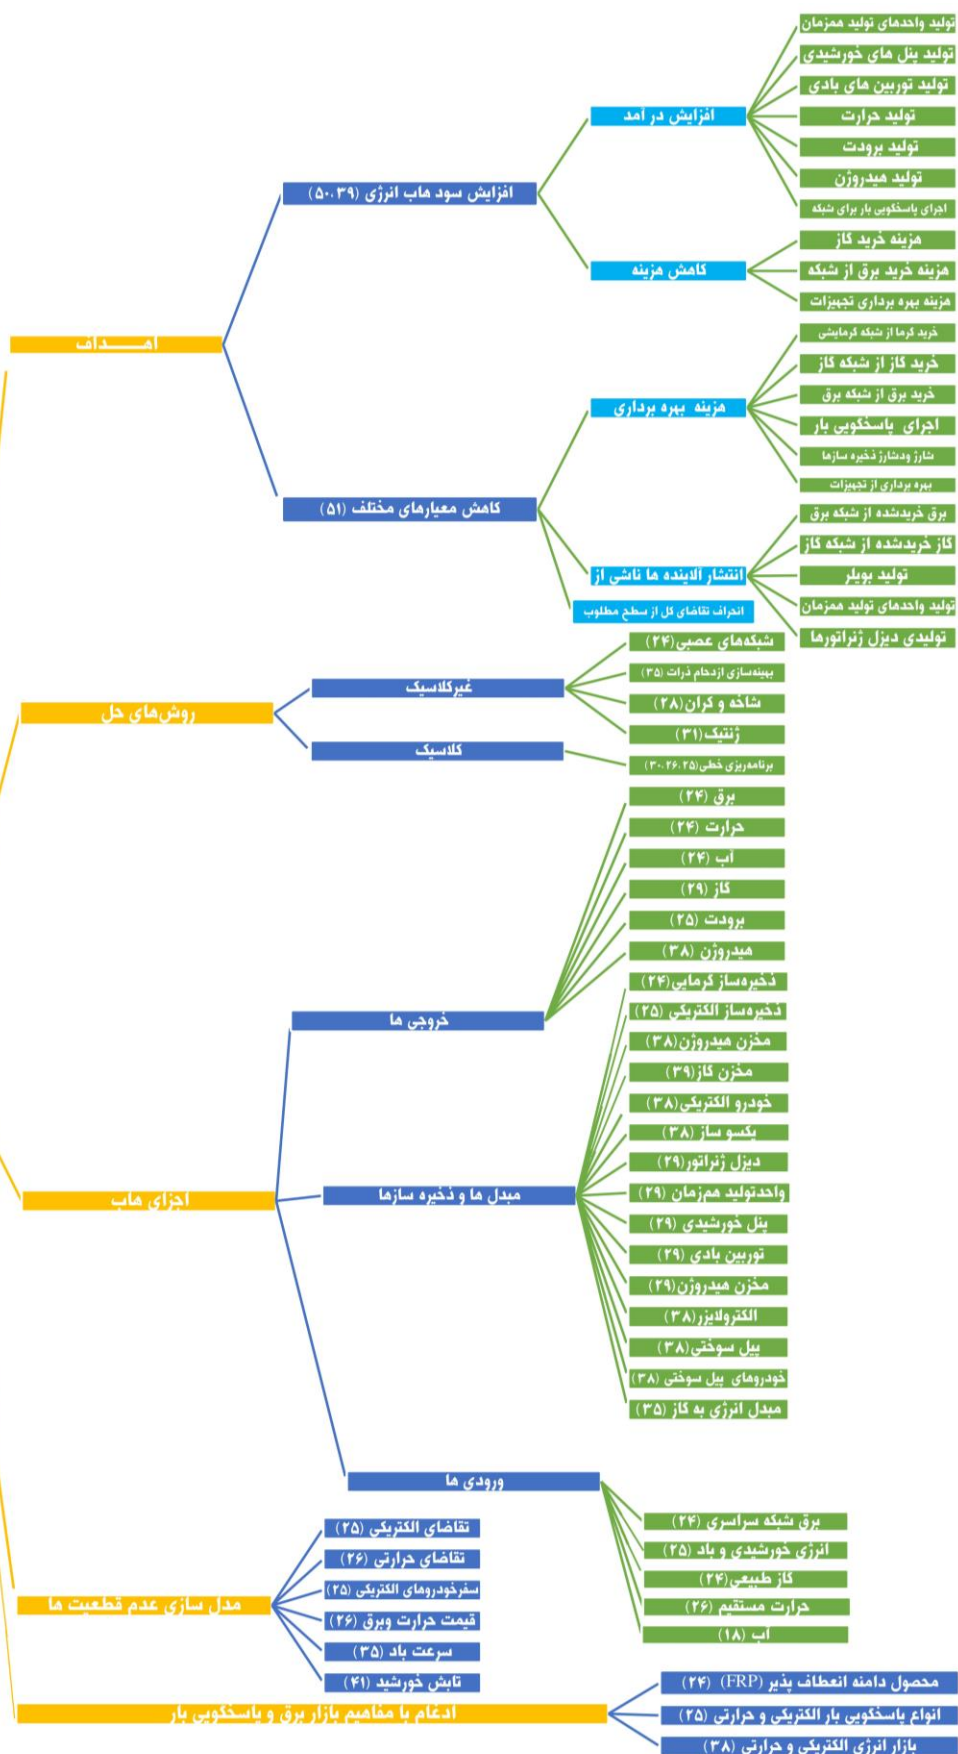 اهـــداف
افزایش سود هاب انرژی (۵۰،۳۹)
افزایش در آمد
تولید واحدهای تولید همزمان
تولید پنل های خورشیدی
تولید توربین های بادی
تولید حرارت
تولید برودت
تولید هیدروژن
اجرای پاسخگویی بار برای شبکه
کاهش هزینه
هزینه خرید گاز
هزینه خرید برق از شبکه
هزینه بهره برداری تجهیزات
کاهش معیارهای مختلف (۵۱)
هزینه بهره برداری
خرید گرما از شبکه گرمایشی
خرید گاز از شبکه گاز
خرید برق از شبکه برق
اجرای پاسخگویی بار
شارژ ودشارژ ذخیره سازها
بهره برداری از تجهیزات
انتشار آلاینده ها ناشی از
برق خریدشده از شبکه برق
گاز خریدشده از شبکه گاز
تولید بویلر
تولید واحدهای تولید همزمان
تولیدی دیزل ژنراتورها
انحراف تقاضای کل از سطح مطلوب
روش‌های حل
غیرکلاسیک
شبکه‌های عصبی(۲۴)
بهینه‌سازی ازدحام ذرات (۳۵)
شاخه و کران(۲۸)
ژنتیک(۳۱)
کلاسیک
برنامه‌ریزی خطی(۳۰،۲۶،۲۵)
اجزای هاب
خروجی ها
برق (۲۴)
حرارت (۲۴)
آب (۲۴)
گاز (۲۹)
برودت (۲۵)
هیدروژن (۳۸)
مبدل ها و ذخیره سازها
ذخیره‌ساز گرمایی(۲۴)
ذخیره‌ساز الکتریکی (۲۵)
مخزن هیدروژن(۳۸)
مخزن گاز(۳۹)
خودرو الکتریکی(۳۸)
یکسو ساز (۳۸)
دیزل ژنراتور(۲۹)
واحدتولید هم‌زمان (۲۹)
پنل خورشیدی (۲۹)
توربین بادی (۲۹)
مخزن هیدروژن(۲۹)
الکترولایزر(۳۸)
پیل سوختی(۳۸)
خودروهای پیل سوختی (۳۸)
مبدل انرژی به گاز (۳۵)
ورودی ها
برق شبکه سراسری (۲۴)
انرژی خورشیدی و باد (۲۵)
گاز طبیعی(۲۴)
حرارت مستقیم (۲۶)
آب (۱۸)
مدل سازی عدم قطعیت ها
تقاضای الکتریکی (۲۵)
تقاضای حرارتی (۲۶)
سفرخودروهای الکتریکی (۲۵)
قیمت حرارت وبرق (۲۶)
سرعت باد (۳۵)
تابش خورشید (۴۱)
ادغام با مفاهیم بازار برق و پاسخگویی بار
محصول دامنه انعطاف پذیر (FRP) (۲۴)
انواع پاسخگویی بار الکتریکی و حرارتی (۲۵)
بازار انرژی الکتریکی و حرارتی (۳۸)